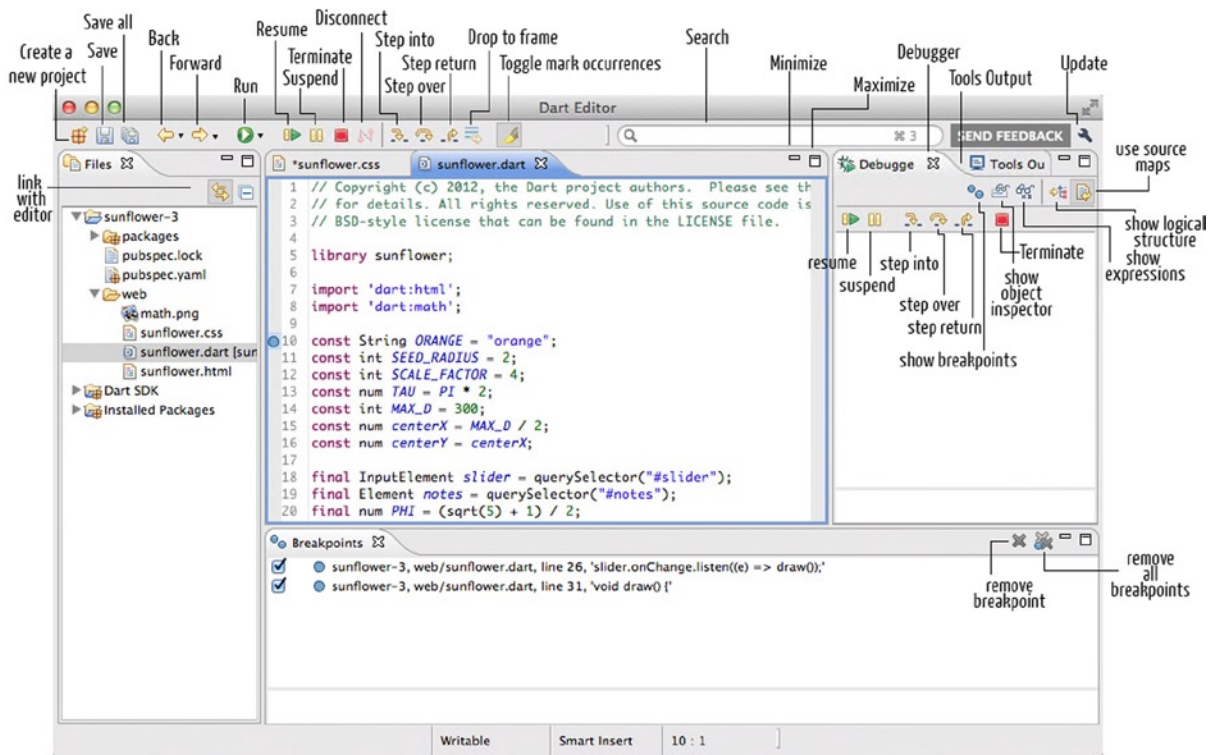 Save all
Disconnect
Create a
new project
Save
Back
Forward
Run
Resume
Terminate
Suspend
Step into
Step return
Step over
Drop to frame
Toggle mark occurrences
Search
Minimize
Maximize
Debugger
Tools Output
Update
Dart Editor
⌘ 3
SEND FEEDBACK
Files
*sunflower.css
sunflower.dart
Debugge
Tools Ou
link
with
editor
sunflower-3
packages
pubspec.lock
pubspec.yaml
web
math.png
sunflower.css
sunflower.dart [sun
sunflower.html
Dart SDK
Installed Packages
1 // Copyright (c) 2012, the Dart project authors.  Please see th
2 // for details. All rights reserved. Use of this source code is
3 // BSD-style license that can be found in the LICENSE file.
4
5 library sunflower;
6
7 import 'dart:html';
8 import 'dart:math';
9
10 const String ORANGE = "orange";
11 const int SEED_RADIUS = 2;
12 const int SCALE_FACTOR = 4;
13 const num TAU = PI * 2;
14 const int MAX_D = 300;
15 const num centerX = MAX_D / 2;
16 const num centerY = centerX;
17
18 final InputElement slider = querySelector("#slider");
19 final Element notes = querySelector("#notes");
20 final num PHI = (sqrt(5) + 1) / 2;
use source
maps
show logical
structure
show
expressions
resume
suspend
step into
step over
step return
Terminate
show
object
inspector
show breakpoints
Breakpoints
sunflower-3, web/sunflower.dart, line 26, 'slider.onChange.listen((e) => draw());'
sunflower-3, web/sunflower.dart, line 31, 'void draw() {'
remove
breakpoint
remove
all
breakpoints
Writable
Smart Insert
10 : 1